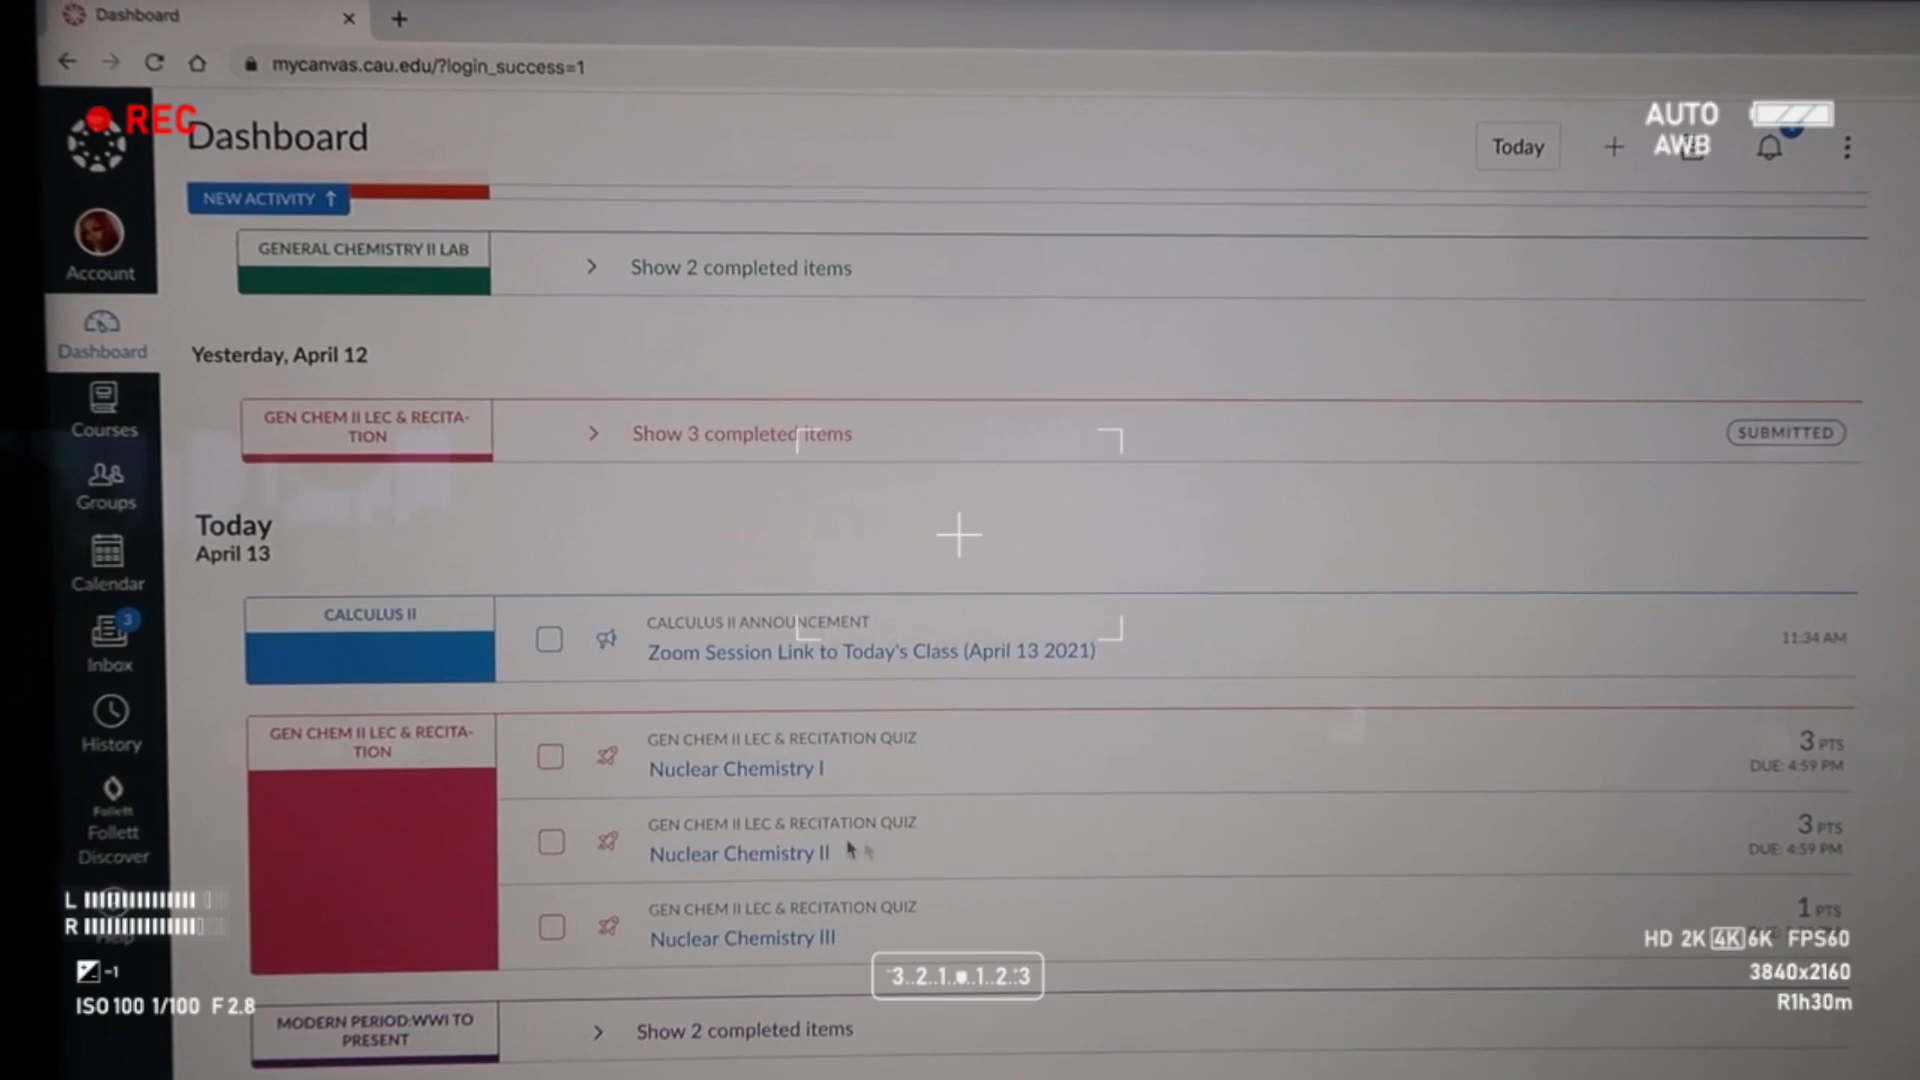 Dashboard
mycanvas.cau.edu/?login_success=1
REC
AUTO
AWB
Dashboard
Today
NEW ACTIVITY ↑
GENERAL CHEMISTRY II LAB
Show 2 completed items
Account
Dashboard
Yesterday, April 12
GEN CHEM II LEC & RECITA-
TION
Show 3 completed items
SUBMITTED
Courses
Groups
Today
April 13
Calendar
CALCULUS II
CALCULUS II ANNOUNCEMENT
Zoom Session Link to Today's Class (April 13 2021)
11:34 AM
3
Inbox
History
GEN CHEM II LEC & RECITA-
TION
GEN CHEM II LEC & RECITATION QUIZ
Nuclear Chemistry I
3 PTS
DUE: 4:59 PM
Follett
Follett
Discover
GEN CHEM II LEC & RECITATION QUIZ
Nuclear Chemistry II
3 PTS
DUE: 4:59 PM
GEN CHEM II LEC & RECITATION QUIZ
Nuclear Chemistry III
1 PTS
L
R
Help
-1
ISO 100 1/100 F 2.8
3..2..1..1..2..3
HD 2K 4K 6K FPS60
3840x2160
R1h30m
MODERN PERIOD:WWI TO
PRESENT
Show 2 completed items